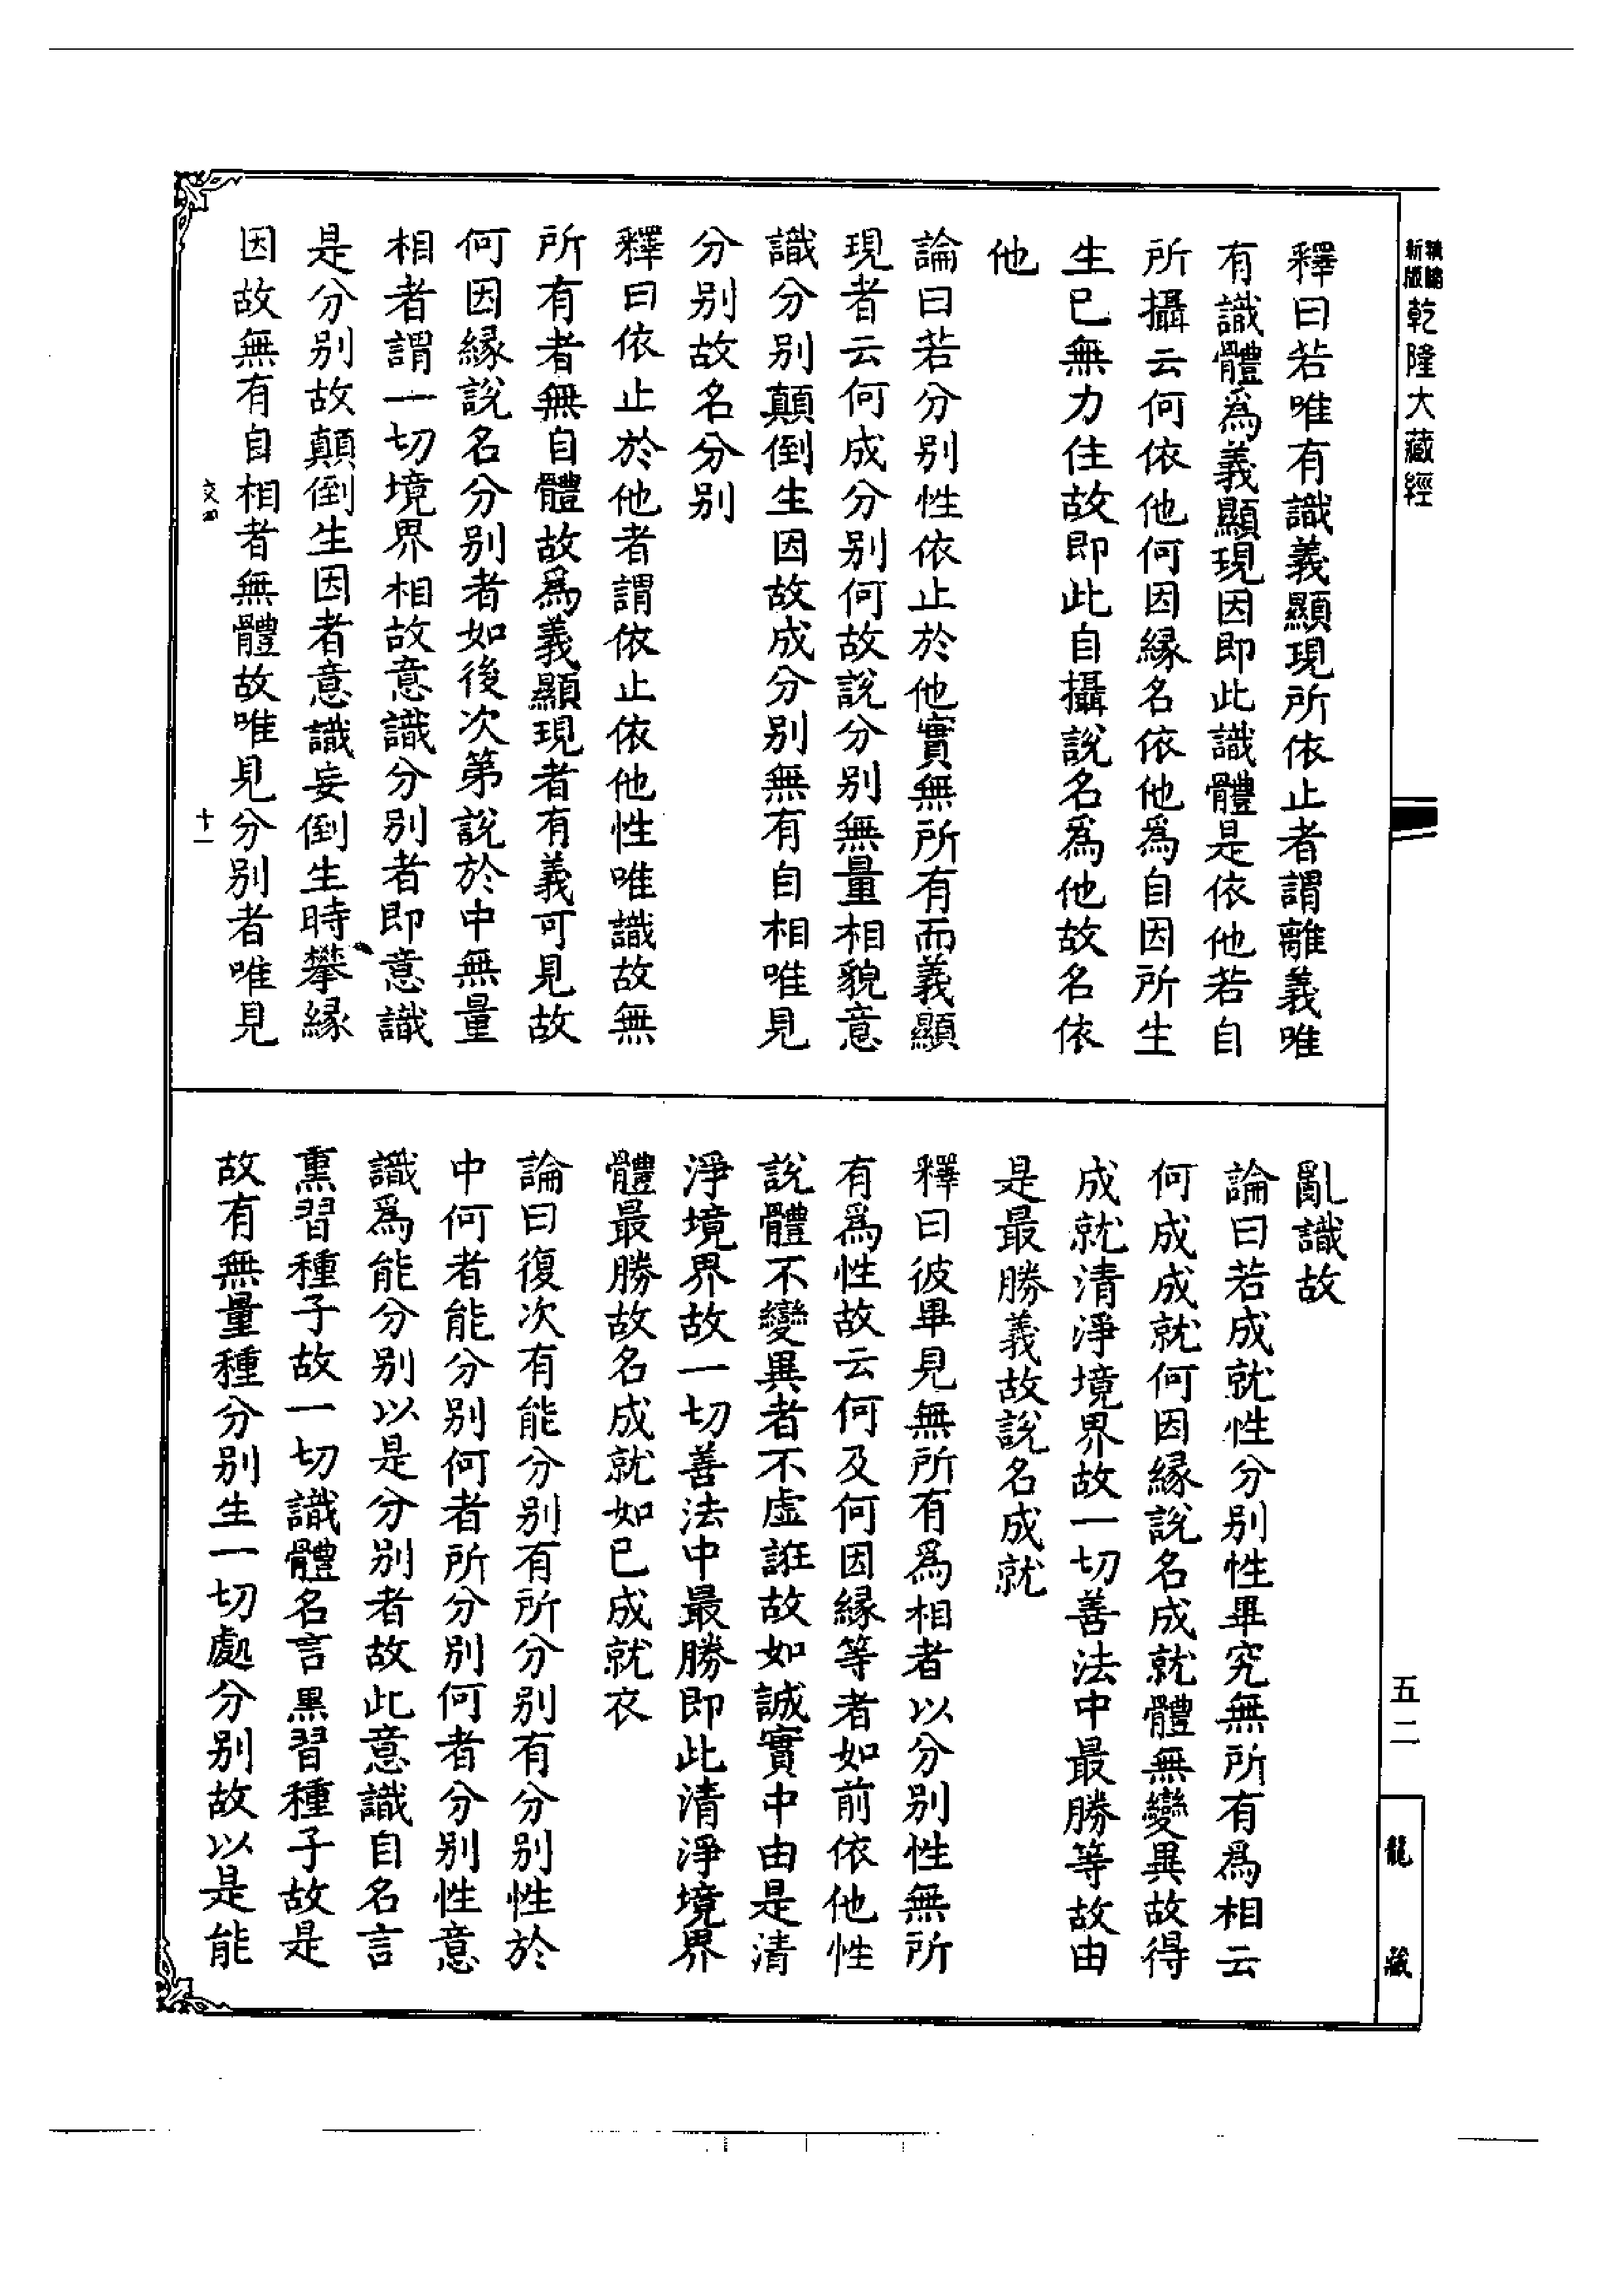 乾隆大藏經
釋曰若唯有識義顯現所依止者謂離義唯
有識體爲義顯現因即此識體是依他若自
所攝云何依他何因緣名依他爲自因所生
生已無力住故即此自攝說名爲他故名依
他
論曰若分別性依止於他實無所有而義顯
現者云何成分別何故說分別無量相貌意
識分別顛倒生因故成分別無有自相唯見
分別故名分別
釋曰依止於他者謂依止依他性唯識故無
所有者無自體故爲義顯現者有義可見故
何因緣說名分別者如後次第說於中無量
相者謂一切境界相故意識分別者即意識
是分別故顛倒生因者意識妄倒生時攀緣
因故無有自相者無體故唯見分別者唯見
十一
亂識故
論曰若成就性分別性畢究無所有爲相云
何成成就何因緣說名成就體無變異故得
成就清淨境界故一切善法中最勝等故由
是最勝義故說名成就
釋曰彼畢見無所有爲相者以分別性無所
有爲性故云何及何因緣等者如前依他性
說體不變異者不虛誑故如誠實中由是清
淨境界故一切善法中最勝即此清淨境界
體最勝故名成就如已成就衣
論曰復次有能分別有所分別有分別性於
中何者能分別何者所分別何者分別性意
識爲能分別以是分別者故此意識自名言
熏習種子故一切識體名言熏習種子故是
故有無量種分別生一切處分別故以是能
五二
龍藏